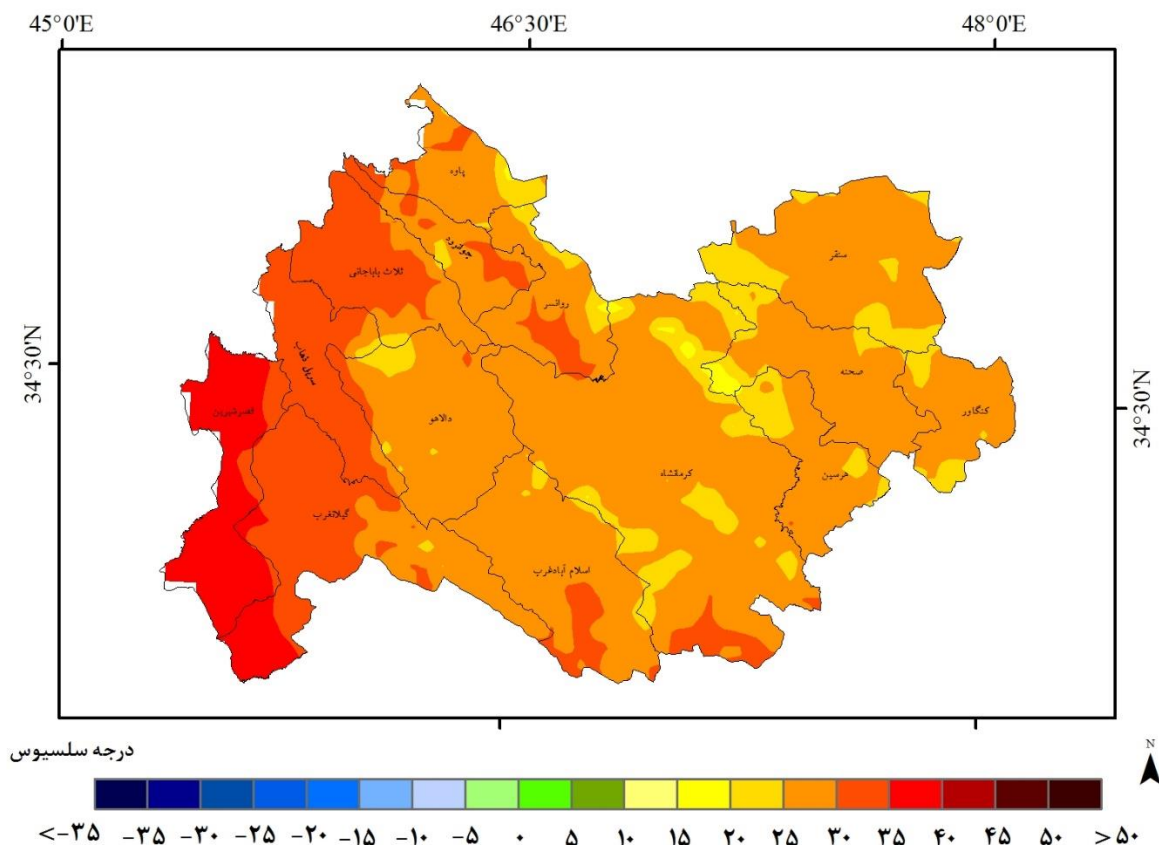 45°0'E 46°30'E 48°0'E
پاوه
سنقر
جوانرود
ثلاث باباجانی
روانسر
34°30'N 34°30'N
سرپل ذهاب
صحنه
قصرشیرین
دالاهو
کنگاور
کرمانشاه
هرسین
گیلانغرب
اسلام آبادغرب
درجه سلسیوس
N
<-۳۵ -۳۵ -۳۰ -۲۵ -۲۰ -۱۵ -۱۰ -۵ ۰ ۵ ۱۰ ۱۵ ۲۰ ۲۵ ۳۰ ۳۵ ۴۰ ۴۵ ۵۰ >۵۰